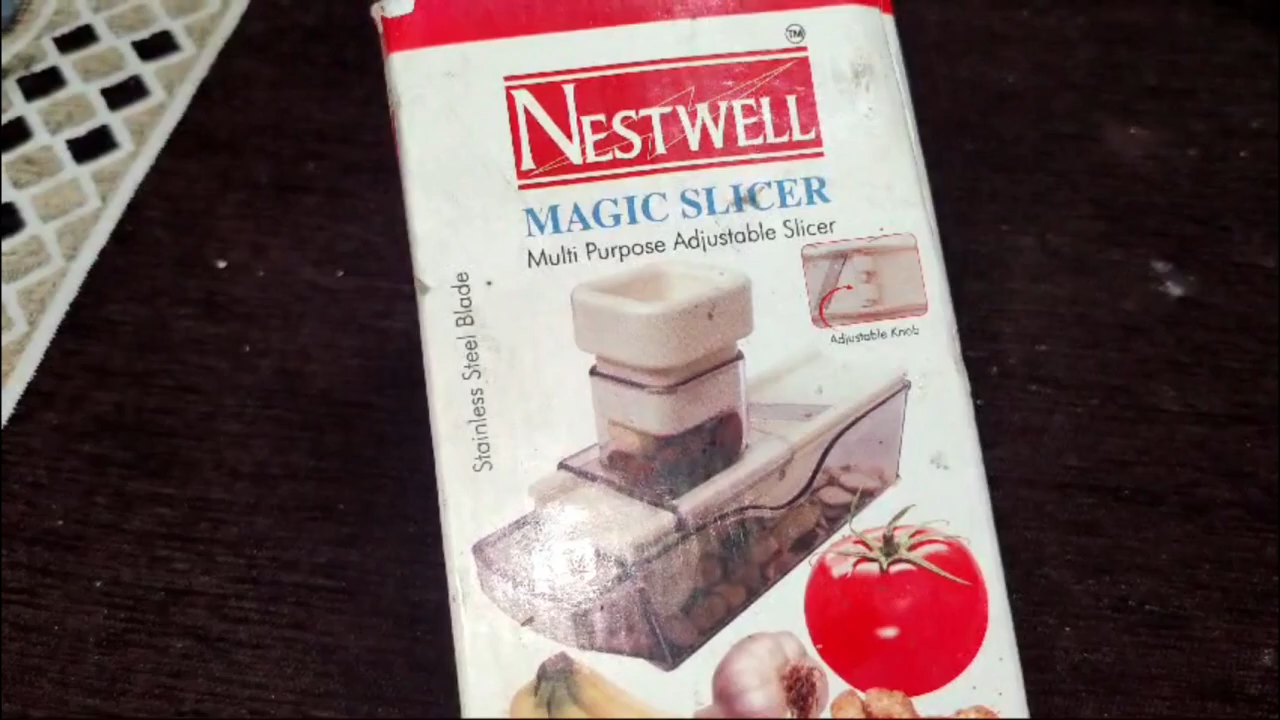 TM
NESTWELL
MAGIC SLICER
Multi Purpose Adjustable Slicer
Adjustable Knob
Stainless Steel Blade